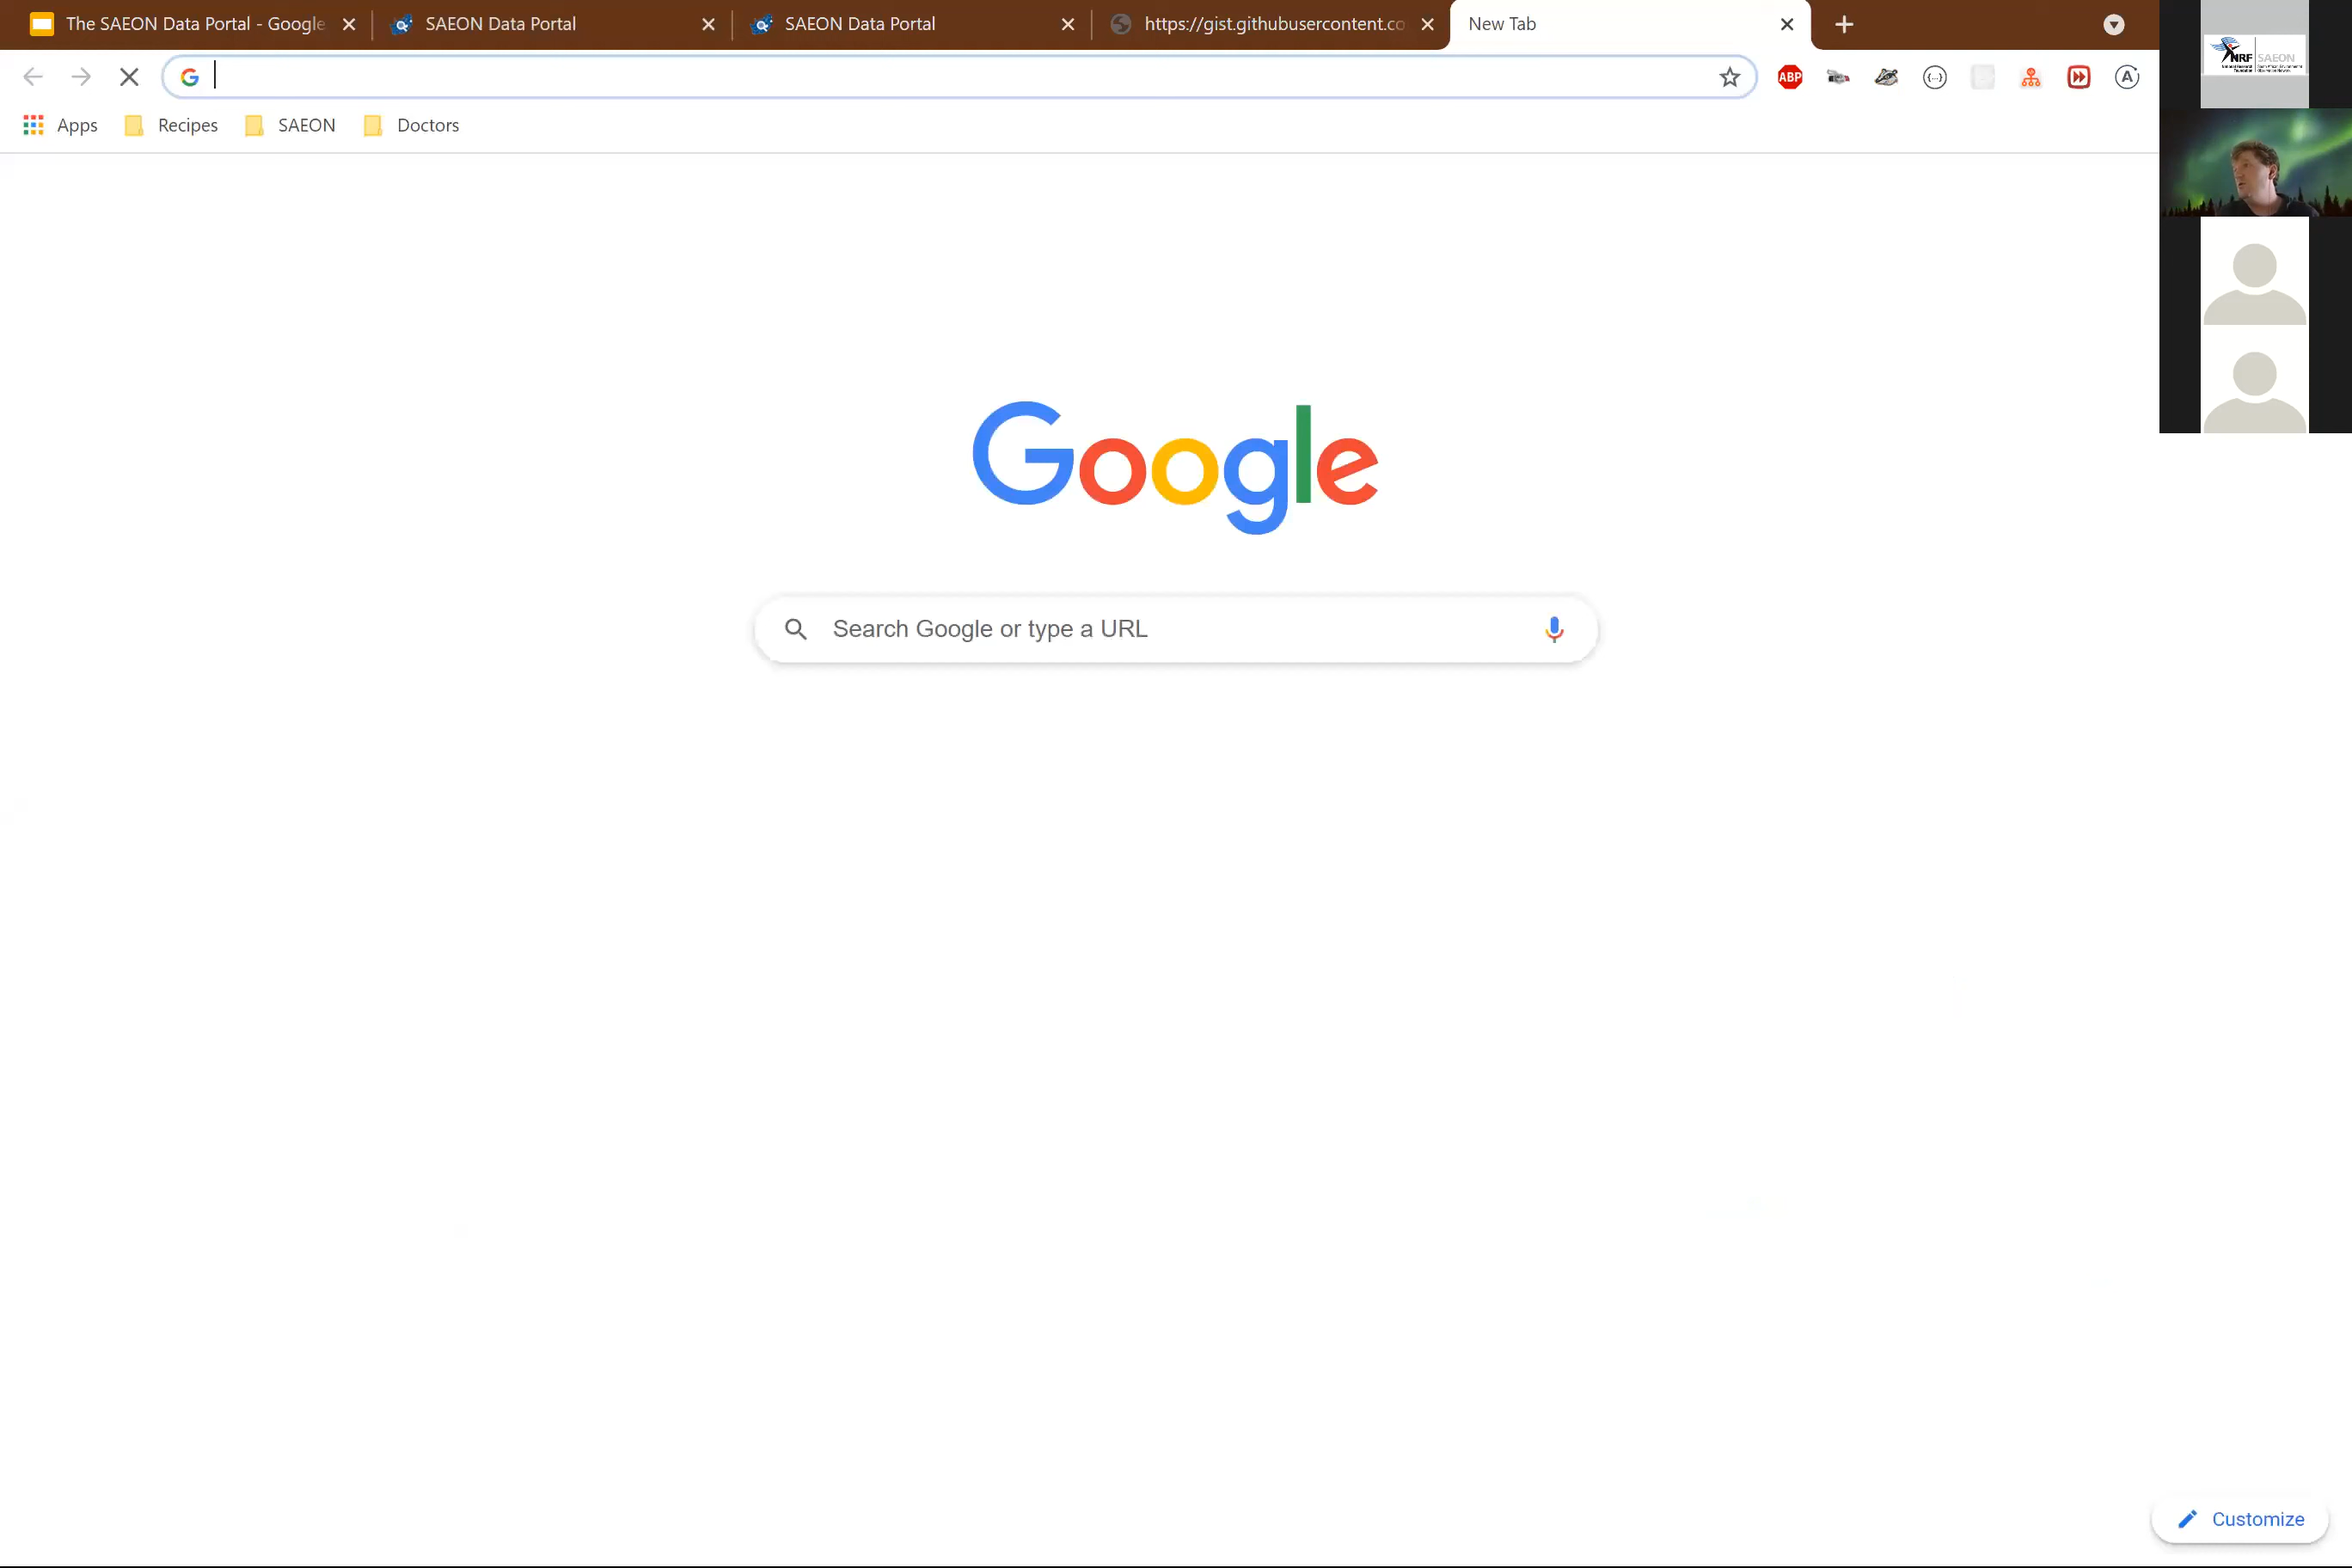 The SAEON Data Portal - Google
SAEON Data Portal
SAEON Data Portal
https://gist.githubusercontent.co
New Tab
ABP
Apps
Recipes
SAEON
Doctors
NRF SAEON
Google
Search Google or type a URL
Customize